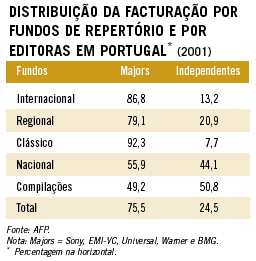 DISTRIBUIÇÃO DA FACTURAÇÃO POR
FUNDOS DE REPERTÓRIO E POR
EDITORAS EM PORTUGAL* (2001)
Fundos Majors Independentes
Internacional 86,8 13,2
Regional 79,1 20,9
Clássico 92,3 7,7
Nacional 55,9 44,1
Compilações 49,2 50,8
Total 75,5 24,5
Fonte: AFP.
Nota: Majors = Sony, EMI-VC, Universal, Warner e BMG.
* Percentagem na horizontal.